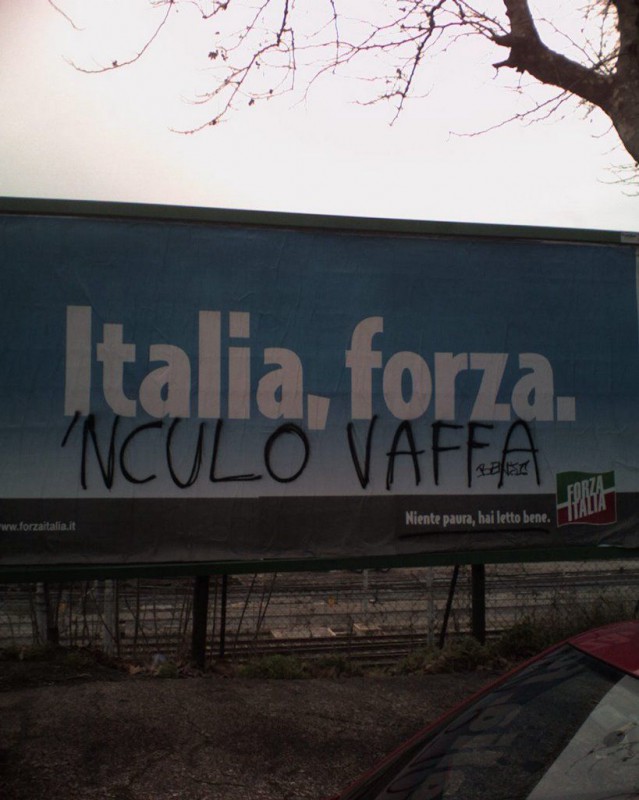 Italia, forza.
'NCULO VAFFA
FORZA
ITALIA
www.forzaitalia.it
Niente paura, hai letto bene.